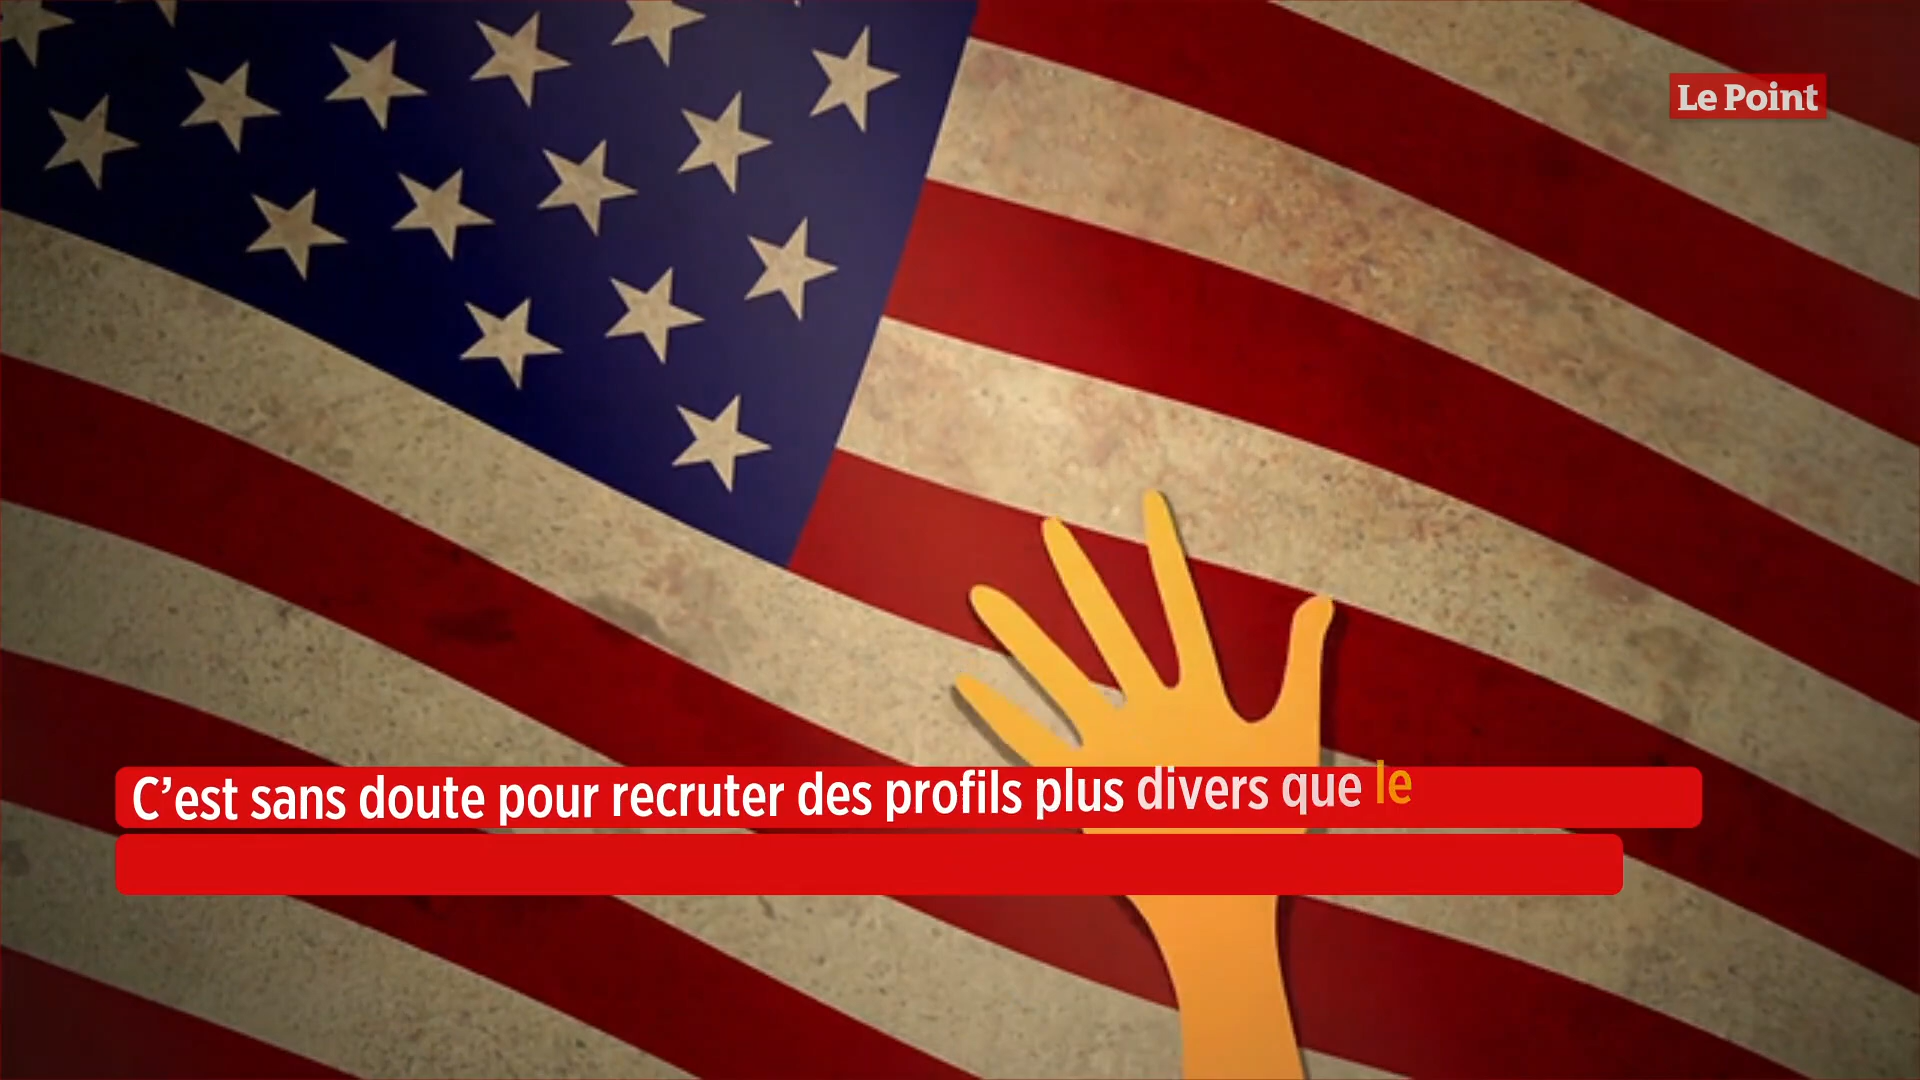 Le Point
C’est sans doute pour recruter des profils plus divers que le